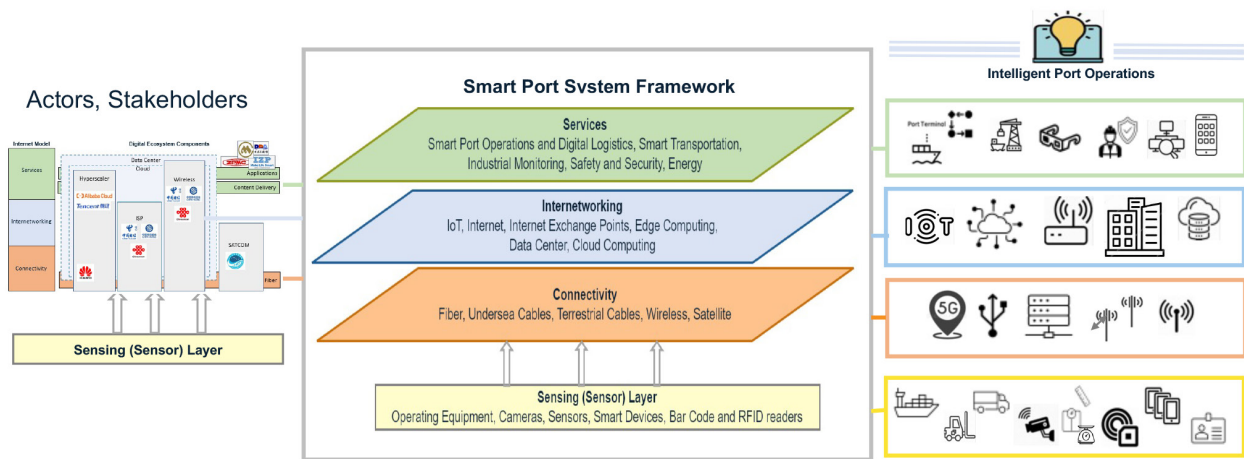 Actors, Stakeholders
Internet Model
Digital Ecosystem Components
Services
Internetworking
Connectivity
Data Center
Cloud
Hyperscaler
Alibaba Cloud
Tencent
ISP
Wireless
SATCOM
IZP
Applications
Content Delivery
Fiber
Sensing (Sensor) Layer
Smart Port Svstem Framework
Services
Smart Port Operations and Digital Logistics, Smart Transportation,
Industrial Monitoring, Safety and Security, Energy
Internetworking
IoT, Internet, Internet Exchange Points, Edge Computing,
Data Center, Cloud Computing
Connectivity
Fiber, Undersea Cables, Terrestrial Cables, Wireless, Satellite
Sensing (Sensor) Layer
Operating Equipment, Cameras, Sensors, Smart Devices, Bar Code and RFID readers
Intelligent Port Operations
Port Terminal
IOT
5G